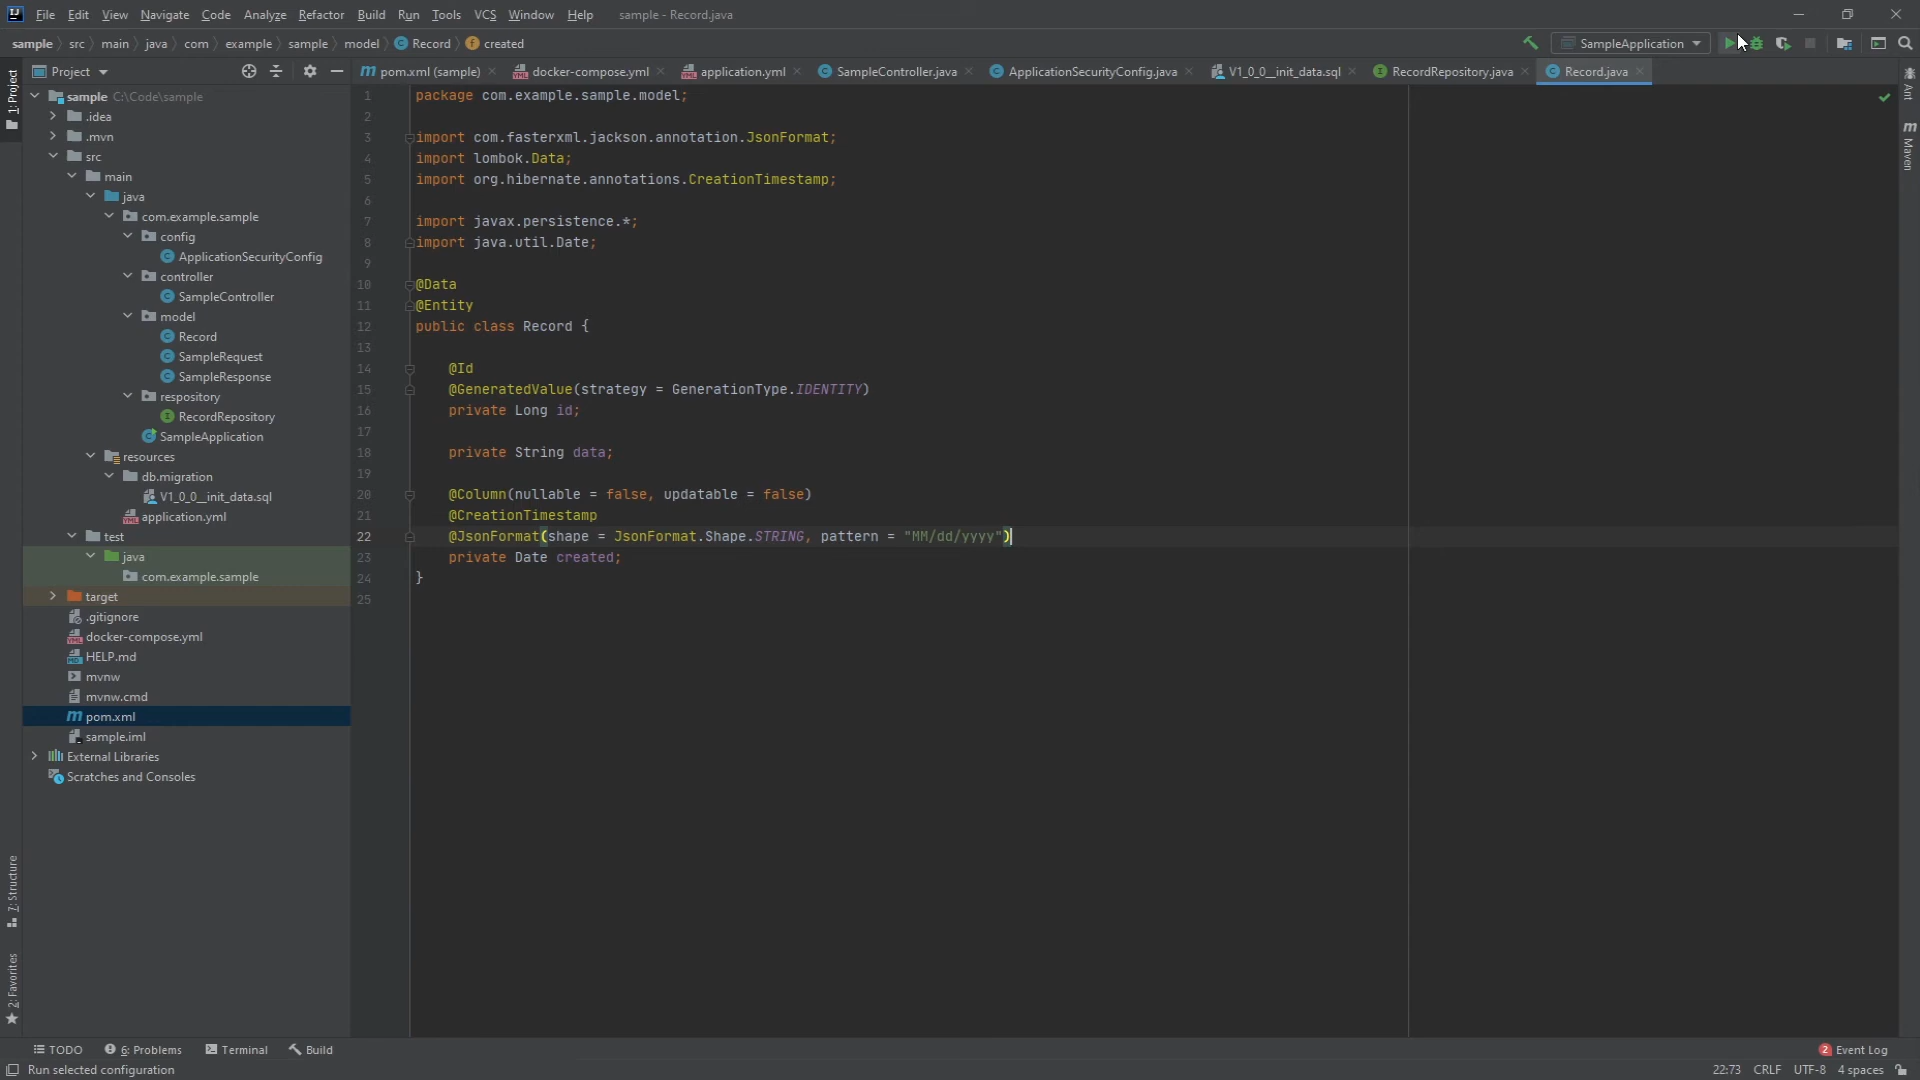 File Edit View Navigate Code Analyze Refactor Build Run Tools VCS Window Help sample - Record.java
sample src main java com example sample model Record created
SampleApplication
Project
pom.xml (sample) docker-compose.yml application.yml SampleController.java ApplicationSecurityConfig.java V1_0_0__init_data.sql RecordRepository.java Record.java
1: Project
7: Structure
2: Favorites
Ant
Maven
sample C:\Code\sample
.idea
.mvn
src
main
java
com.example.sample
config
ApplicationSecurityConfig
controller
SampleController
model
Record
SampleRequest
SampleResponse
respository
RecordRepository
SampleApplication
resources
db.migration
V1_0_0__init_data.sql
application.yml
test
java
com.example.sample
target
.gitignore
docker-compose.yml
HELP.md
mvnw
mvnw.cmd
pom.xml
sample.iml
External Libraries
Scratches and Consoles
1 package com.example.sample.model;
2
3 import com.fasterxml.jackson.annotation.JsonFormat;
4 import lombok.Data;
5 import org.hibernate.annotations.CreationTimestamp;
6
7 import javax.persistence.*;
8 import java.util.Date;
9
10 @Data
11 @Entity
12 public class Record {
13
14 @Id
15 @GeneratedValue(strategy = GenerationType.IDENTITY)
16 private Long id;
17
18 private String data;
19
20 @Column(nullable = false, updatable = false)
21 @CreationTimestamp
22 @JsonFormat(shape = JsonFormat.Shape.STRING, pattern = "MM/dd/yyyy")
23 private Date created;
24 }
25
TODO 6: Problems Terminal Build 2 Event Log
Run selected configuration 22:73 CRLF UTF-8 4 spaces